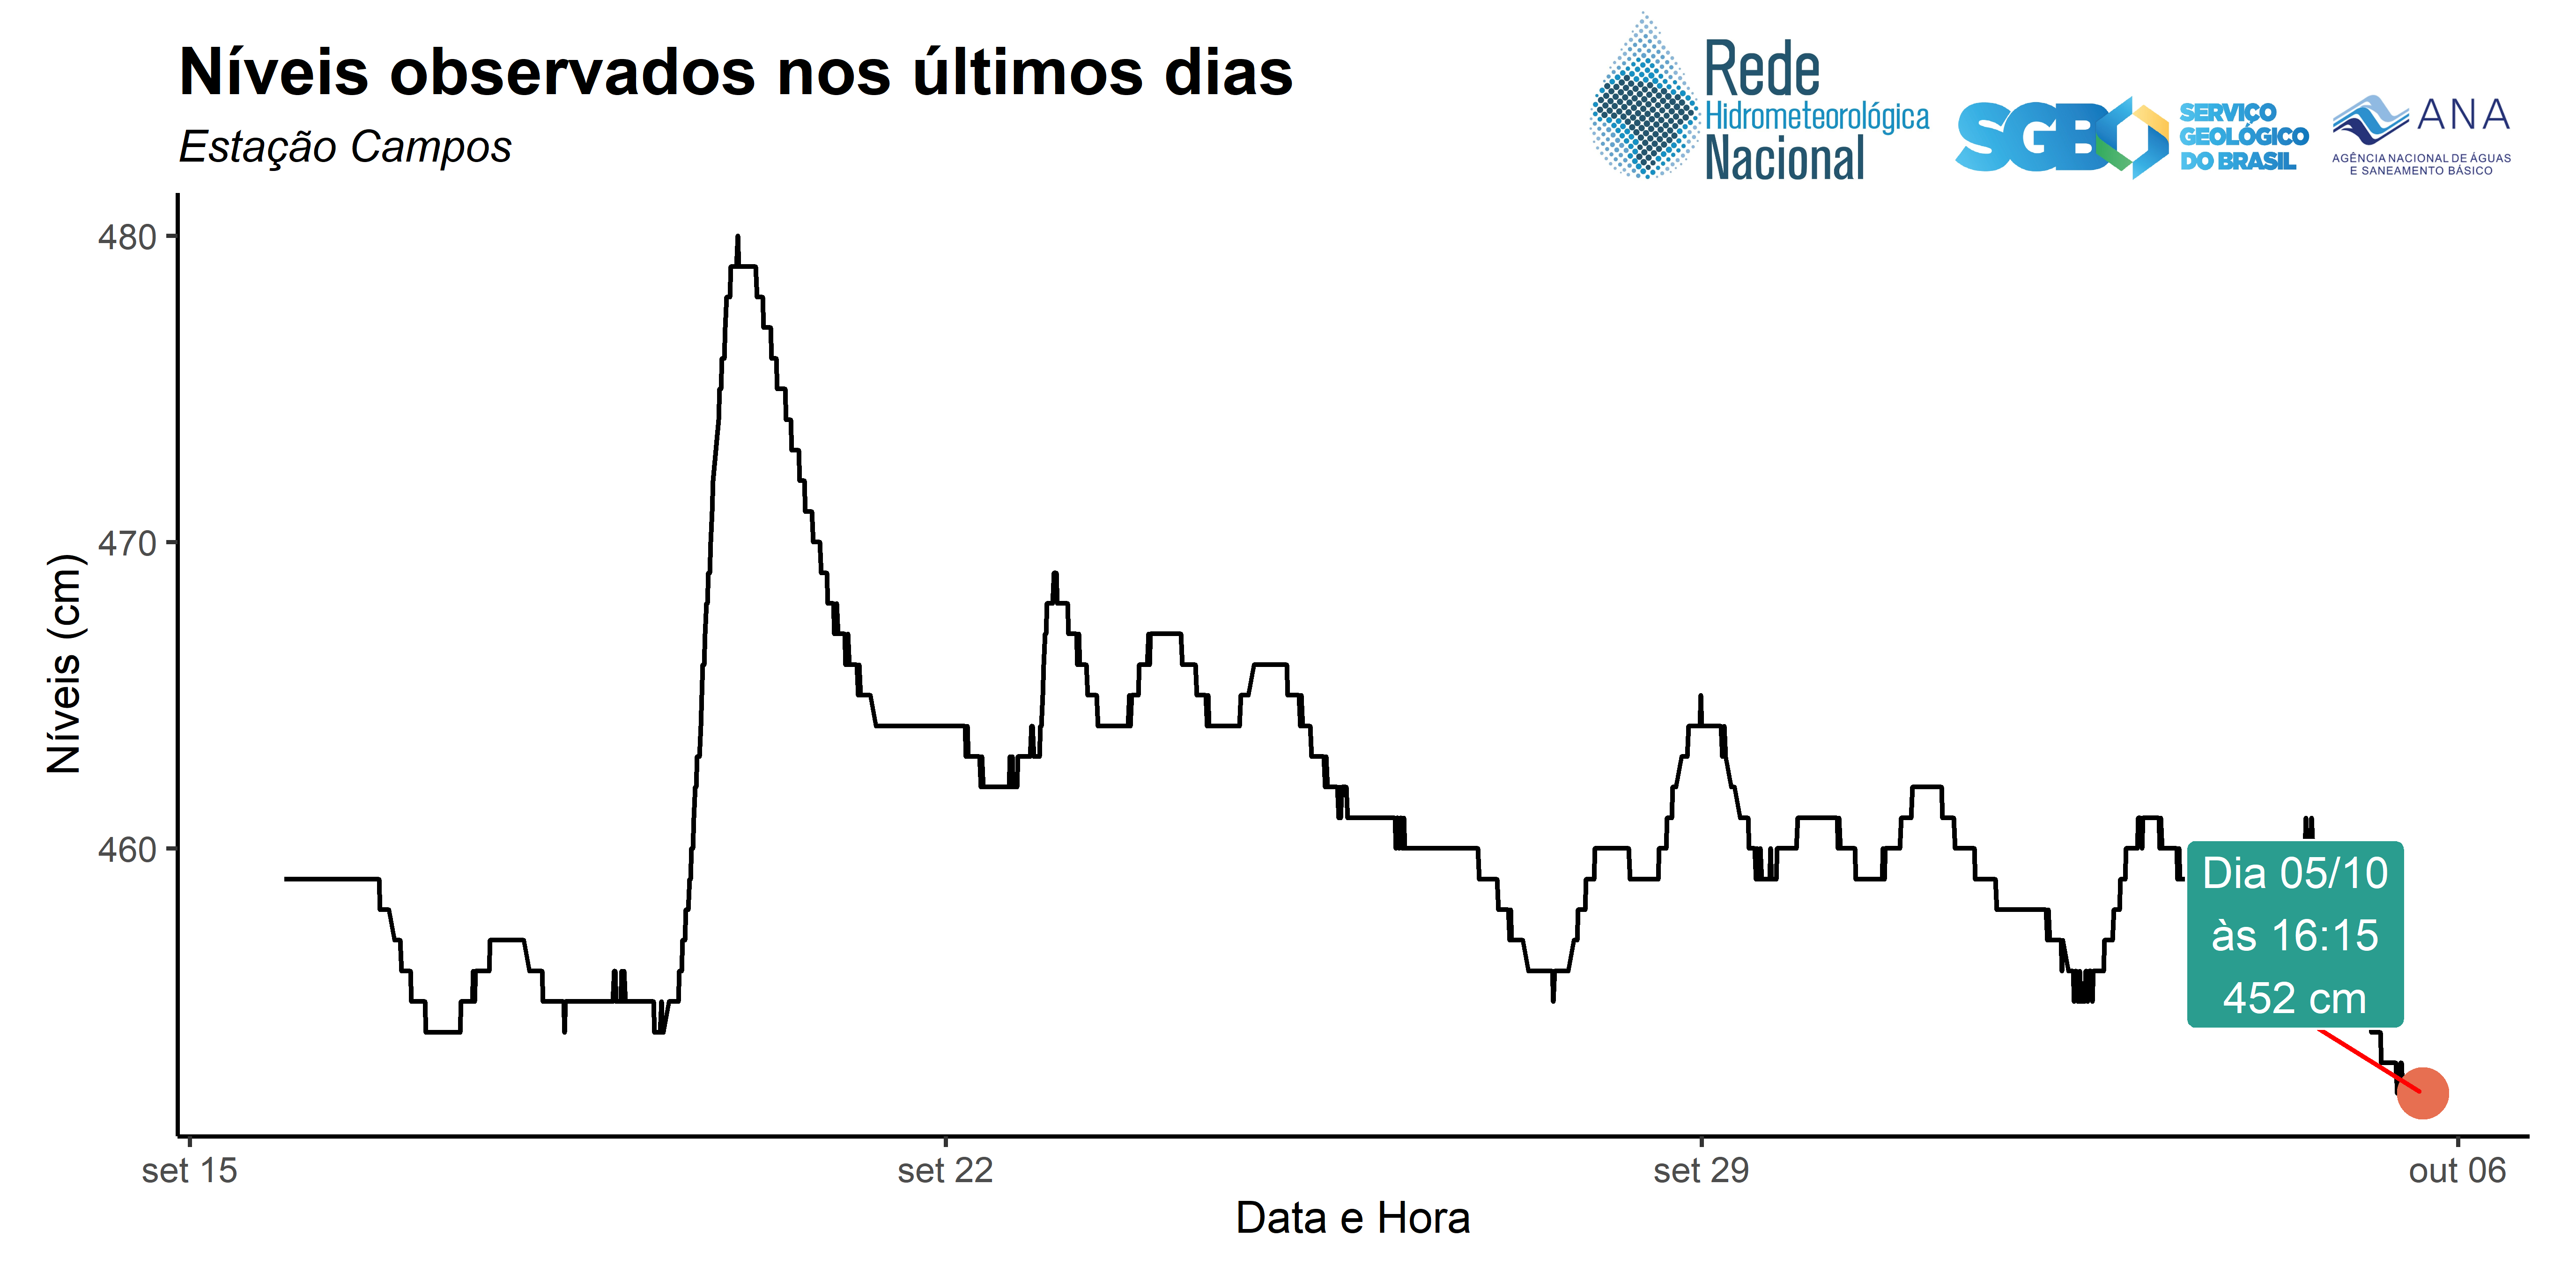 Níveis observados nos últimos dias
Estação Campos
Rede
Hidrometeorológica
Nacional
SGB
SERVIÇO
GEOLÓGICO
DO BRASIL
ANA
AGÊNCIA NACIONAL DE ÁGUAS
E SANEAMENTO BÁSICO
480
470
460
Níveis (cm)
Dia 05/10
às 16:15
452 cm
set 15
set 22
set 29
out 06
Data e Hora